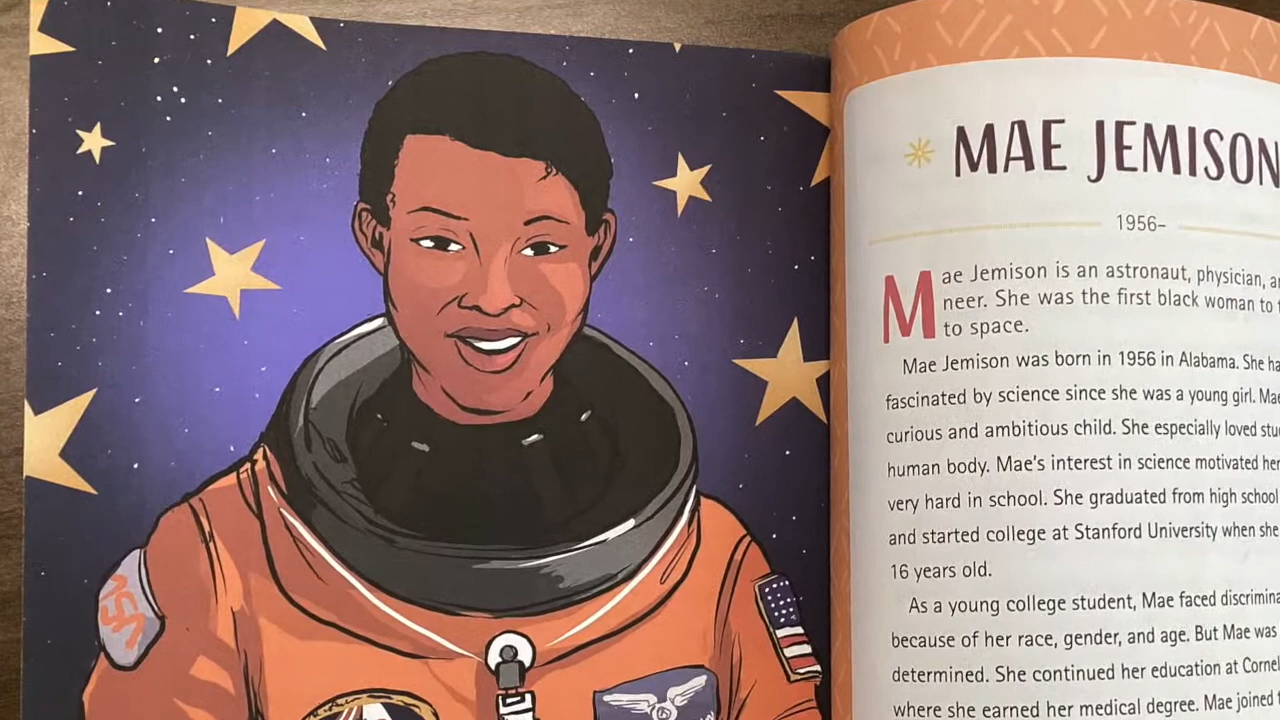 MAE JEMISON
1956–
Mae Jemison is an astronaut, physician,
neer. She was the first black woman to
to space.
Mae Jemison was born in 1956 in Alabama. She
fascinated by science since she was a young girl.
curious and ambitious child. She especially loved
human body. Mae's interest in science motivated
very hard in school. She graduated from high school
and started college at Stanford University when she
16 years old.
As a young college student, Mae faced
because of her race, gender, and age. But Mae was
determined. She continued her education at
where she earned her medical degree. Mae joined